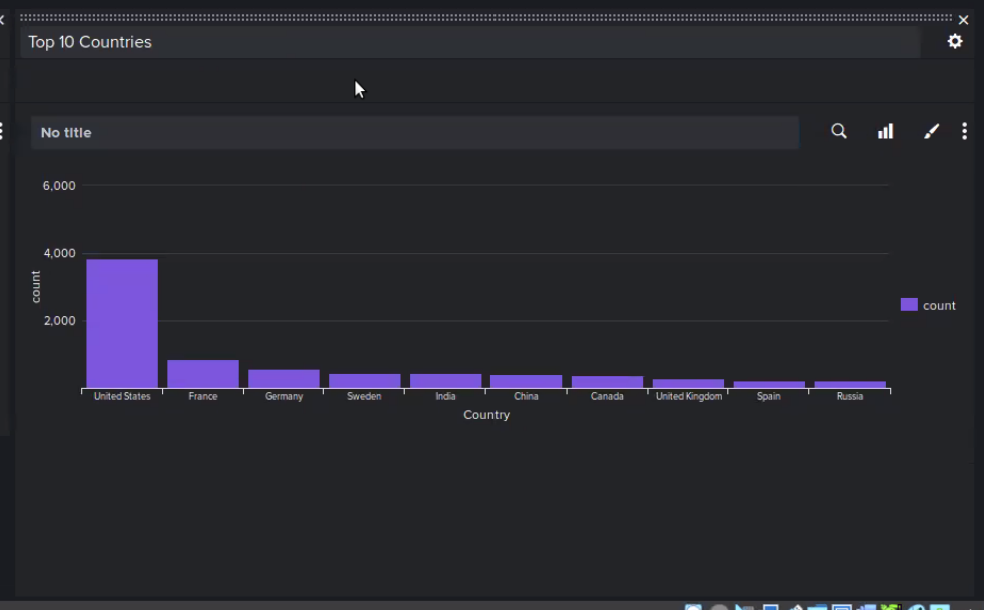 Top 10 Countries
No title
6,000
4,000
2,000
count
count
United States France Germany Sweden India China Canada United Kingdom Spain Russia
Country